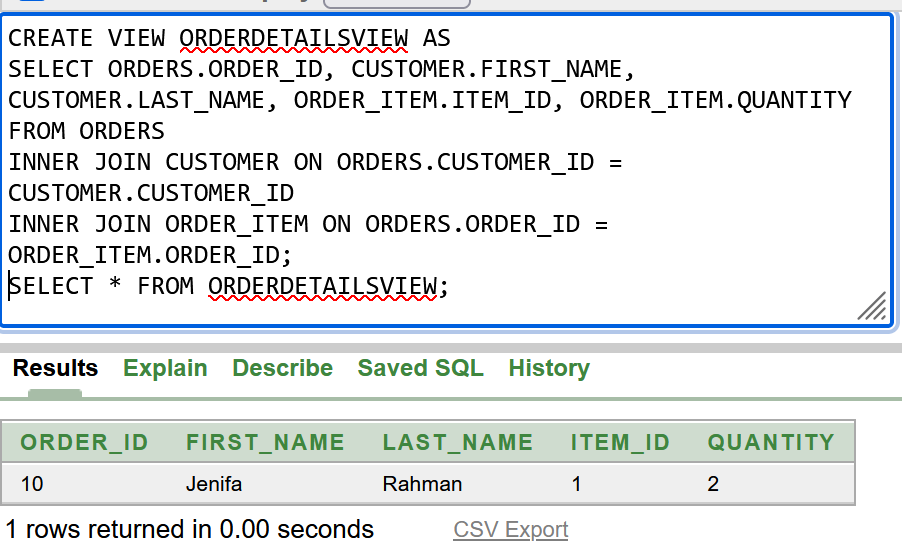 CREATE VIEW ORDERDETAILSVIEW AS
SELECT ORDERS.ORDER_ID, CUSTOMER.FIRST_NAME,
CUSTOMER.LAST_NAME, ORDER_ITEM.ITEM_ID, ORDER_ITEM.QUANTITY
FROM ORDERS
INNER JOIN CUSTOMER ON ORDERS.CUSTOMER_ID =
CUSTOMER.CUSTOMER_ID
INNER JOIN ORDER_ITEM ON ORDERS.ORDER_ID =
ORDER_ITEM.ORDER_ID;
SELECT * FROM ORDERDETAILSVIEW;
Results Explain Describe Saved SQL History
ORDER_ID FIRST_NAME LAST_NAME ITEM_ID QUANTITY
10 Jenifa Rahman 1 2
1 rows returned in 0.00 seconds CSV Export